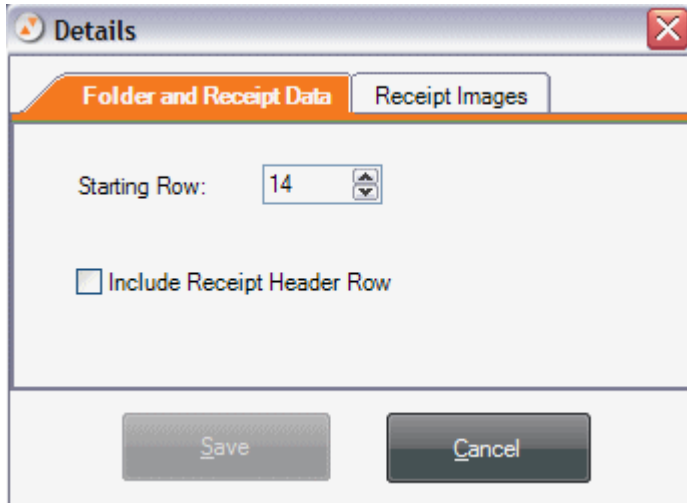 Details
Folder and Receipt Data
Receipt Images
Starting Row: 14
Include Receipt Header Row
Save
Cancel